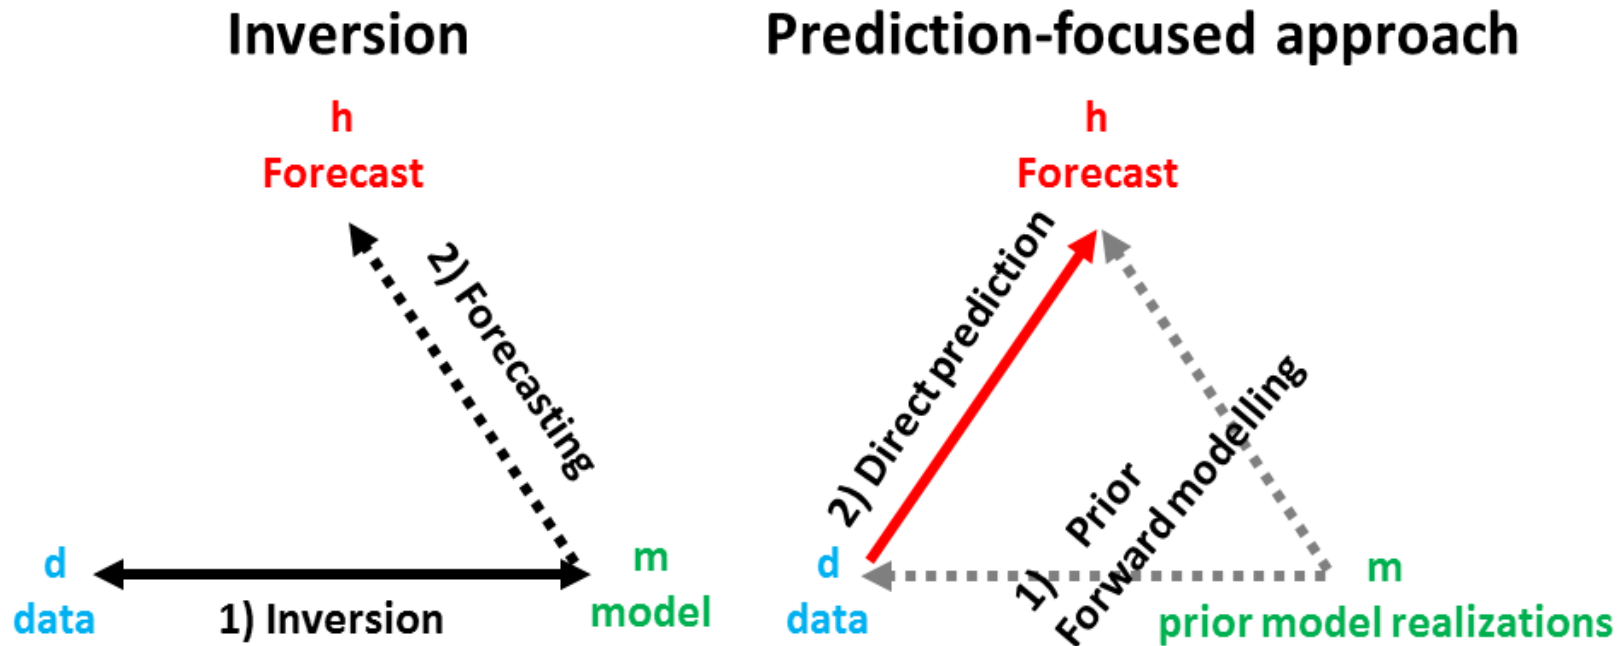 Inversion
h
Forecast
2) Forecasting
d
data
1) Inversion
m
model
Prediction-focused approach
h
Forecast
2) Direct prediction
1) Prior
Forward modelling
d
data
m
prior model realizations